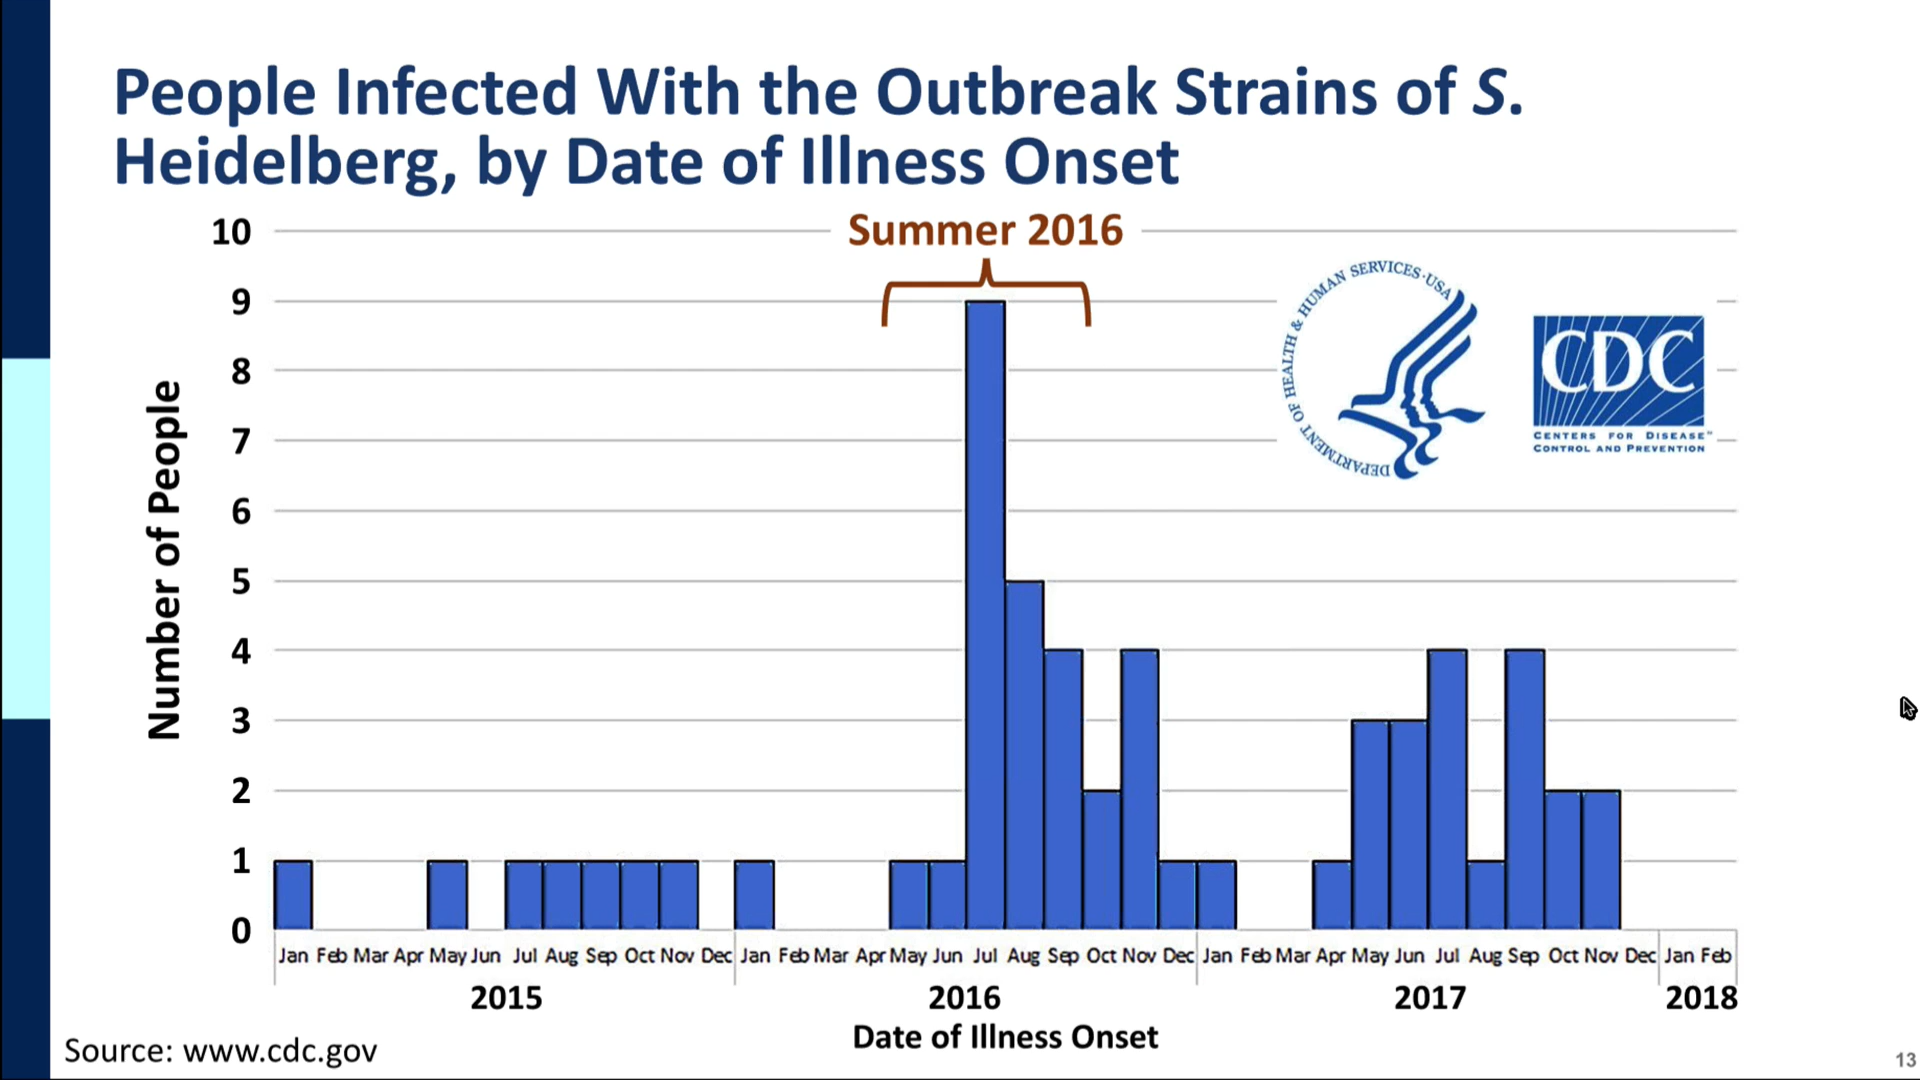 People Infected With the Outbreak Strains of S.
Heidelberg, by Date of Illness Onset
Summer 2016
10
9
8
7
6
5
4
3
2
1
0
Number of People
DEPARTMENT OF HEALTH & HUMAN SERVICES·USA
CDC
CENTERS FOR DISEASE™
CONTROL AND PREVENTION
Jan Feb Mar Apr May Jun Jul Aug Sep Oct Nov Dec Jan Feb Mar Apr May Jun Jul Aug Sep Oct Nov Dec Jan Feb Mar Apr May Jun Jul Aug Sep Oct Nov Dec Jan Feb
2015 2016 2017 2018
Date of Illness Onset
Source: www.cdc.gov
13